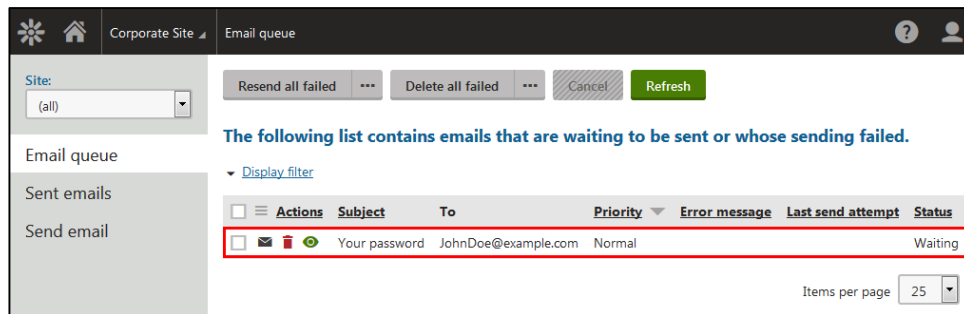 Corporate Site Email queue ?
Site:
(all)
Email queue
Sent emails
Send email
Resend all failed ... Delete all failed ... Cancel Refresh
The following list contains emails that are waiting to be sent or whose sending failed.
Display filter
Actions Subject To Priority Error message Last send attempt Status
Your password JohnDoe@example.com Normal Waiting
Items per page 25